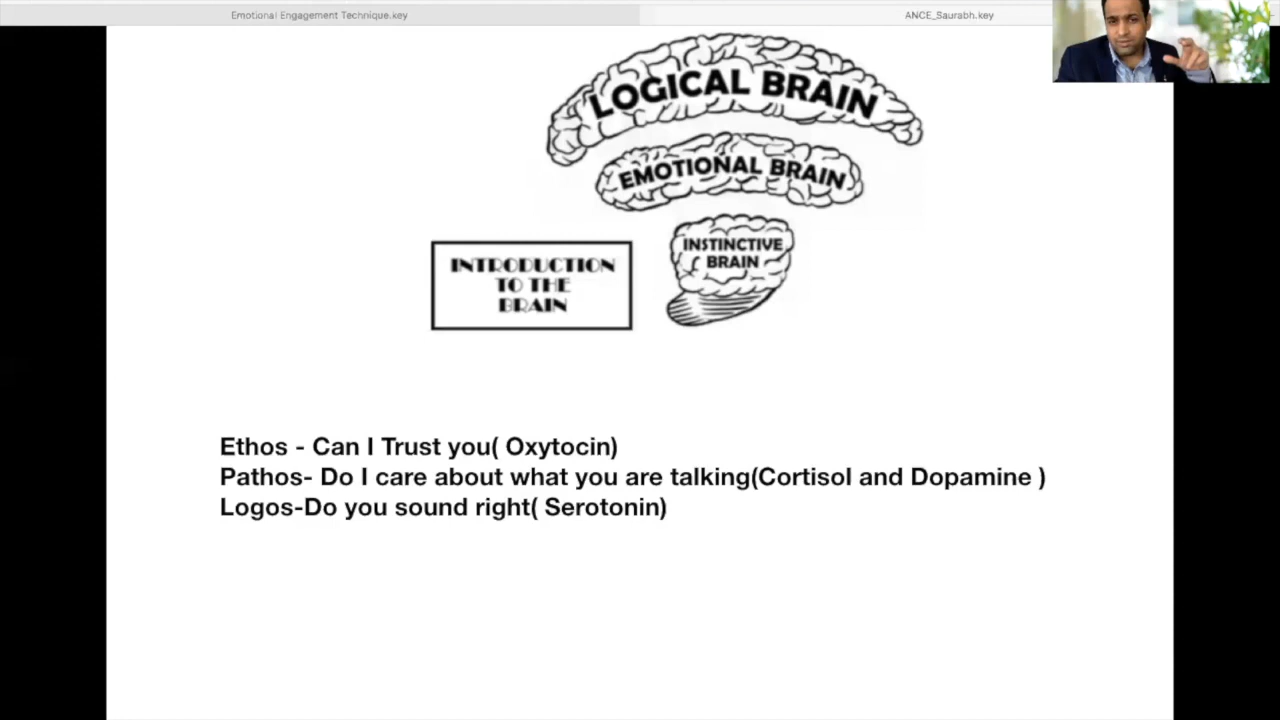 Emotional Engagement Technique.key
ANCE_Saurabh.key
LOGICAL BRAIN
EMOTIONAL BRAIN
INSTINCTIVE
BRAIN
INTRODUCTION
TO THE
BRAIN
Ethos - Can I Trust you( Oxytocin)
Pathos- Do I care about what you are talking(Cortisol and Dopamine )
Logos-Do you sound right( Serotonin)